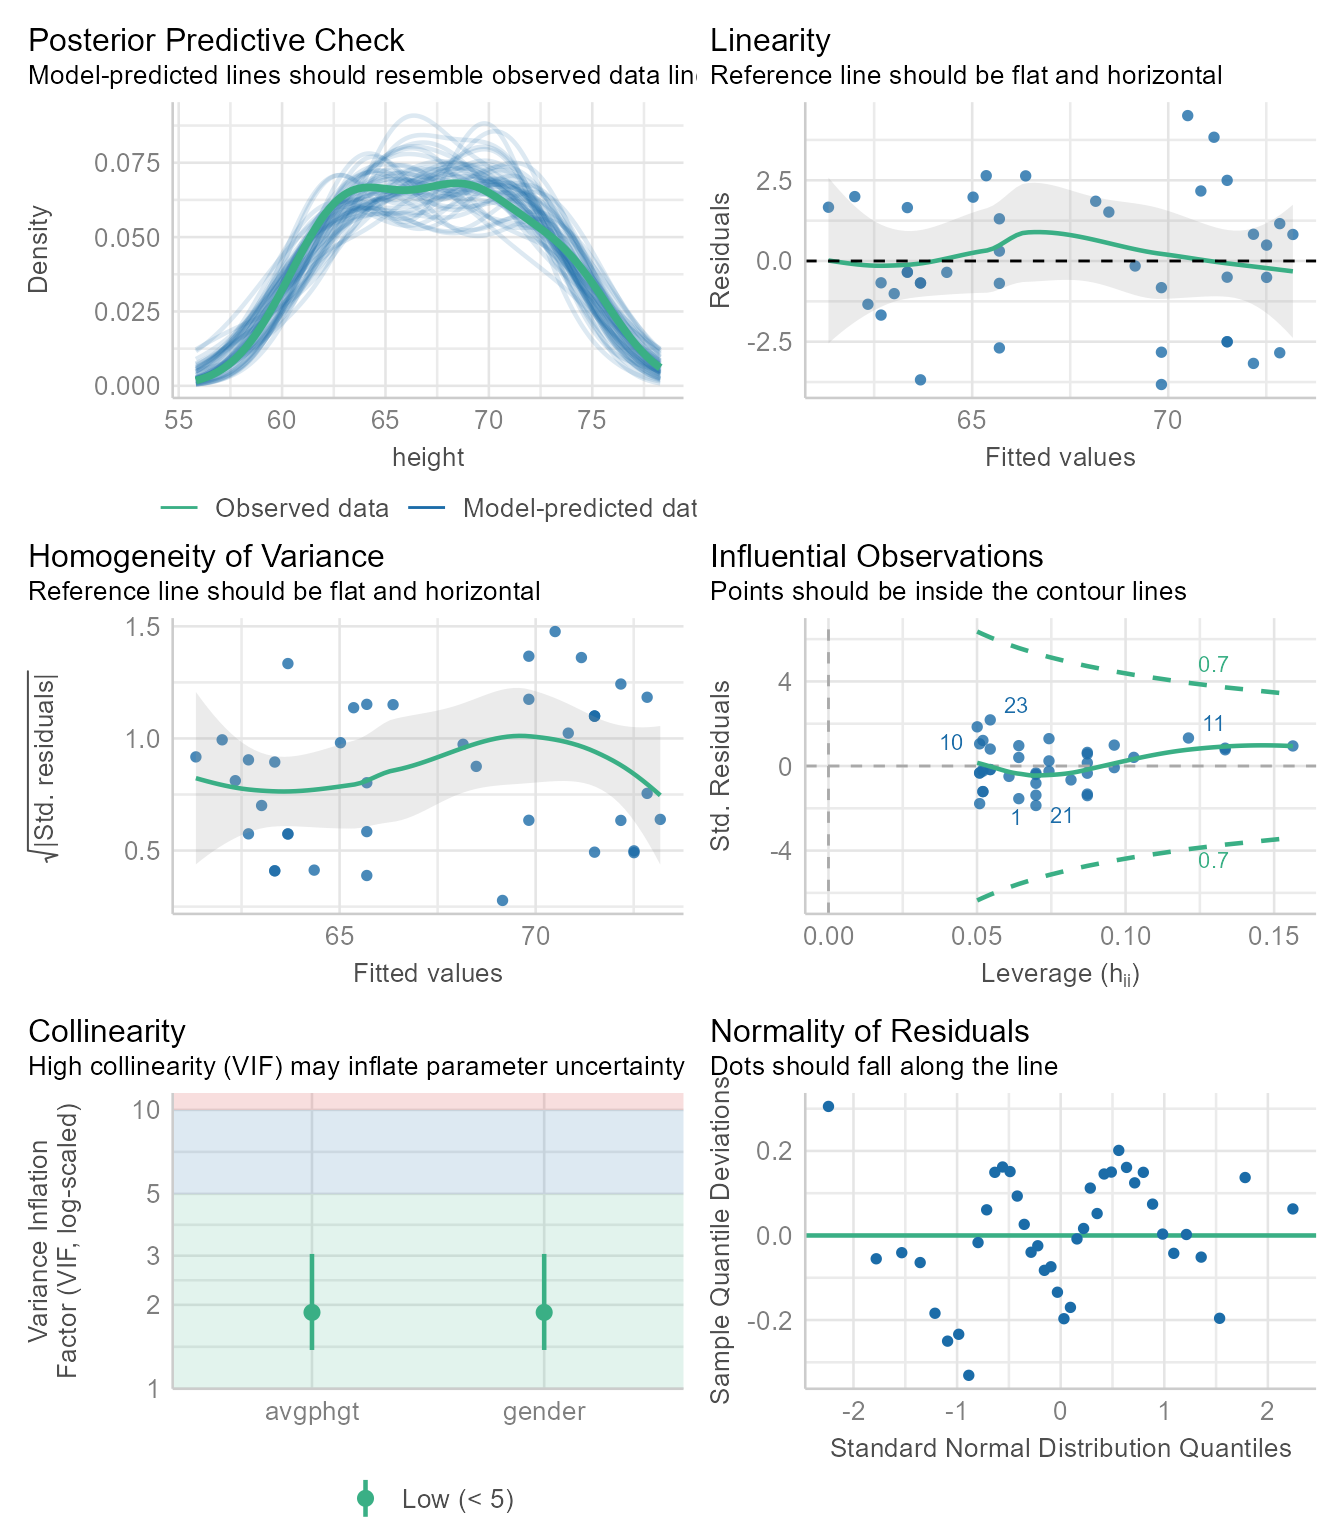 Posterior Predictive Check
Model-predicted lines should resemble observed data lin
Density
0.075
0.050
0.025
0.000
55 60 65 70 75
height
Observed data Model-predicted dat
Linearity
Reference line should be flat and horizontal
Residuals
2.5
0.0
-2.5
65 70
Fitted values
Homogeneity of Variance
Reference line should be flat and horizontal
√|Std. residuals|
1.5
1.0
0.5
65 70
Fitted values
Influential Observations
Points should be inside the contour lines
Std. Residuals
4
0
-4
0.7
23
11
10
1
21
0.7
0.00 0.05 0.10 0.15
Leverage (hii)
Collinearity
High collinearity (VIF) may inflate parameter uncertainty
Variance Inflation
Factor (VIF, log-scaled)
10
5
3
2
1
avgphgt gender
Low (< 5)
Normality of Residuals
Dots should fall along the line
Sample Quantile Deviations
0.2
0.0
-0.2
-2 -1 0 1 2
Standard Normal Distribution Quantiles